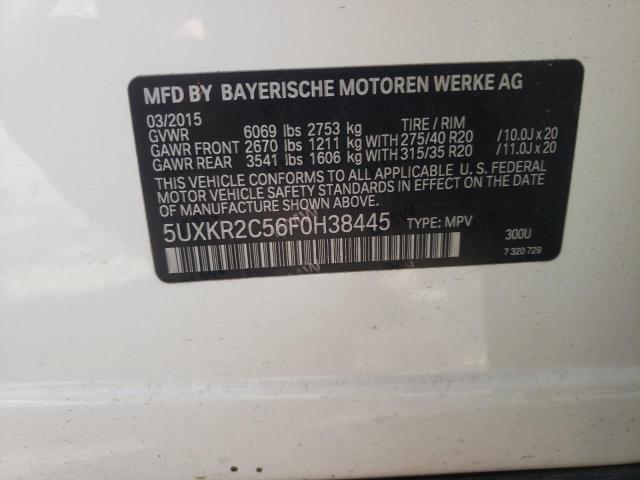 MFD BY BAYERISCHE MOTOREN WERKE AG
03/2015 TIRE / RIM
GVWR 6069 lbs 2753 kg
GAWR FRONT 2670 lbs 1211 kg WITH 275/40 R20 /10.0J x 20
GAWR REAR 3541 lbs 1606 kg WITH 315/35 R20 /11.0J x 20
THIS VEHICLE CONFORMS TO ALL APPLICABLE U. S. FEDERAL
MOTOR VEHICLE SAFETY STANDARDS IN EFFECT ON THE
DATE OF MANUFACTURE SHOWN ABOVE.
5UXKR2C56F0H38445 TYPE: MPV 300U
7 320 729